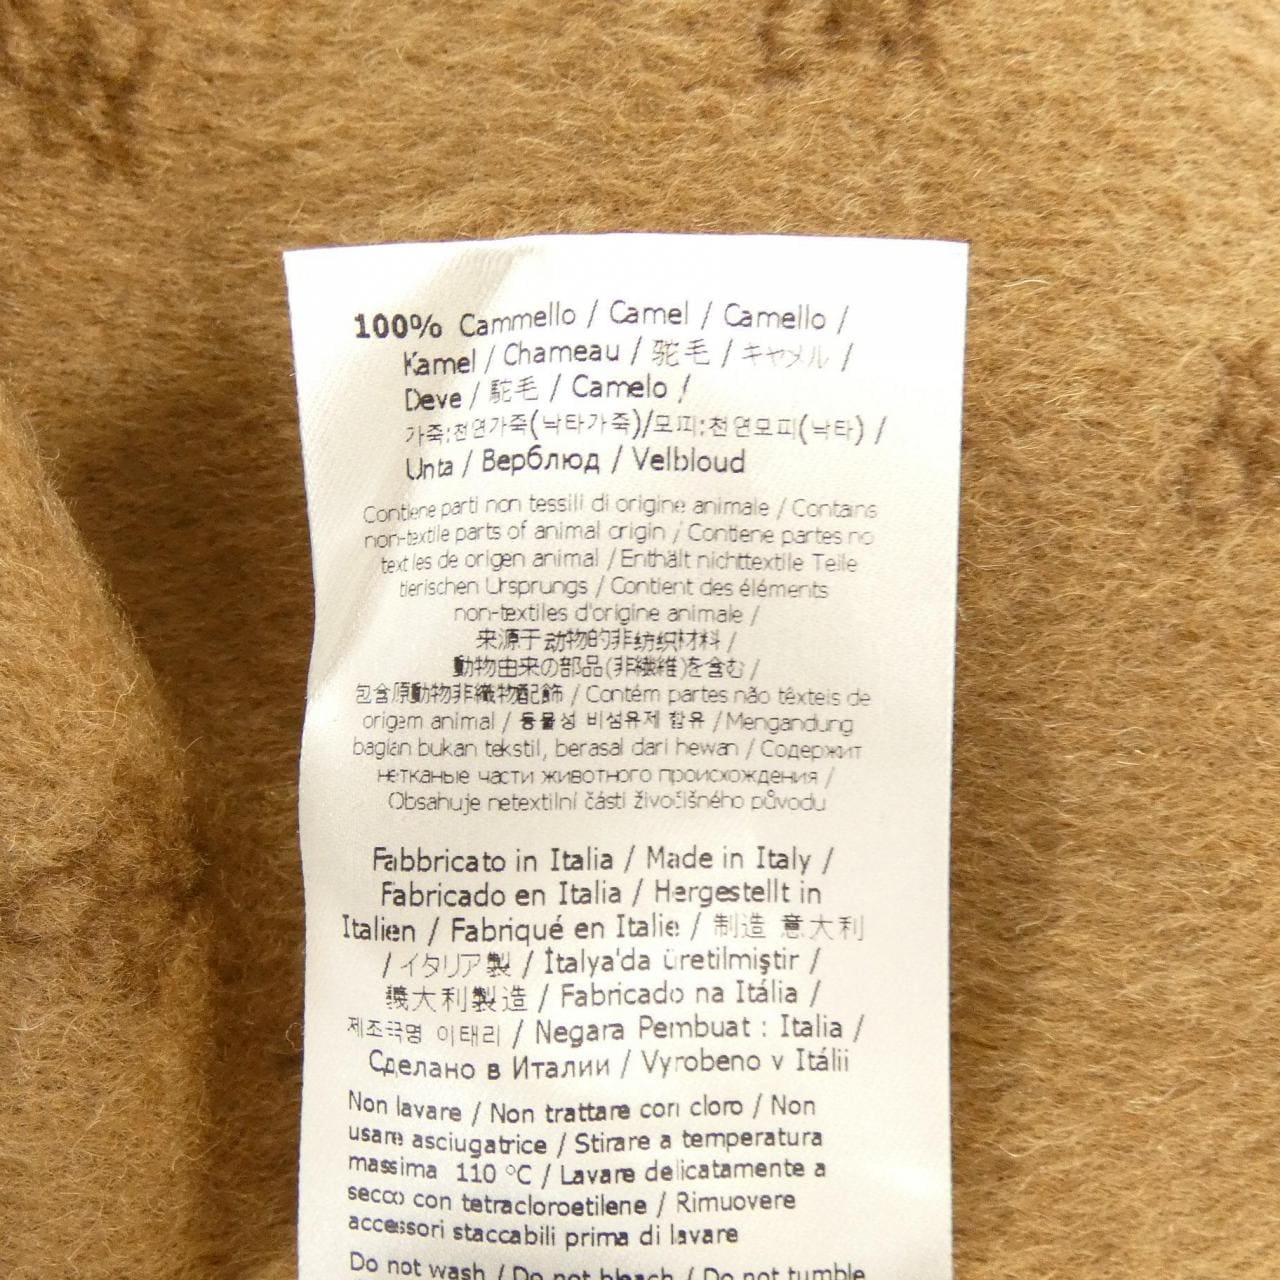 100% Cammello / Camel / Camello /
Kamel / Chameau / 驼毛 / キャメル /
Deve / 駝毛 / Camelo /
가죽:천연가죽(낙타가죽)/모피:천연모피(낙타) /
Unta / Верблюд / Velbloud
Contiene parti non tessili di origine animale / Contains
non-textile parts of animal origin / Contiene partes no
textiles de origen animal / Enthält nichttextile Teile
tierischen Ursprungs / Contient des éléments
non-textiles d'origine animale /
来源于动物的非纺织材料 /
動物由来の部品(非繊維)を含む /
包含原動物非織物配飾 / Contém partes não têxteis de
origem animal / 동물성 비섬유제 함유 / Mengandung
bagian bukan tekstil, berasal dari hewan / Содержит
нетканые части животного происхождения /
Obsahuje netextilní části živočišného původu
Fabbricato in Italia / Made in Italy /
Fabricado en Italia / Hergestellt in
Italien / Fabriqué en Italie / 制造 意大利
/ イタリア製 / İtalya'da üretilmiştir /
義大利製造 / Fabricado na Itália /
제조국명 이태리 / Negara Pembuat : Italia /
Сделано в Италии / Vyrobeno v Itálii
Non lavare / Non trattare con cloro / Non
usare asciugatrice / Stirare a temperatura
massima 110 °C / Lavare delicatamente a
secco con tetracloroetilene / Rimuovere
accessori staccabili prima di lavare
Do not wash / Do not bleach / Do not tumble